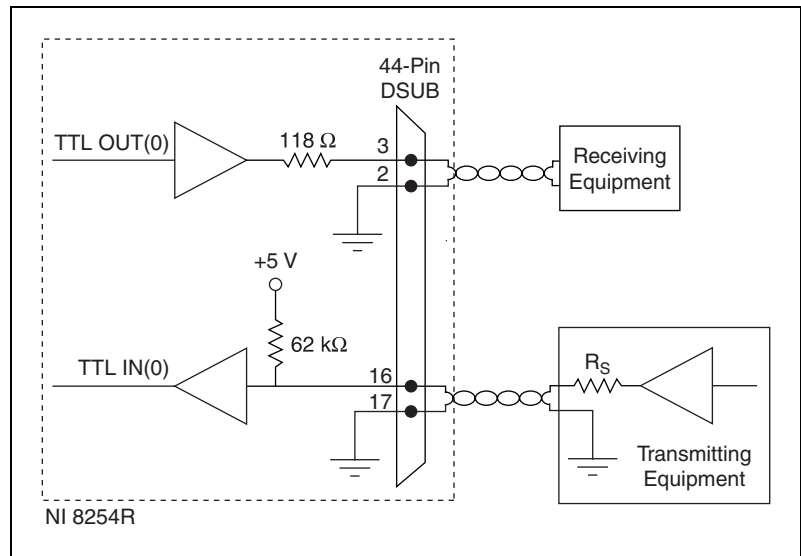 44-Pin
DSUB
TTL OUT(0)
118 Ω
3
2
Receiving
Equipment
+5 V
62 kΩ
TTL IN(0)
16
17
R_S
Transmitting
Equipment
NI 8254R